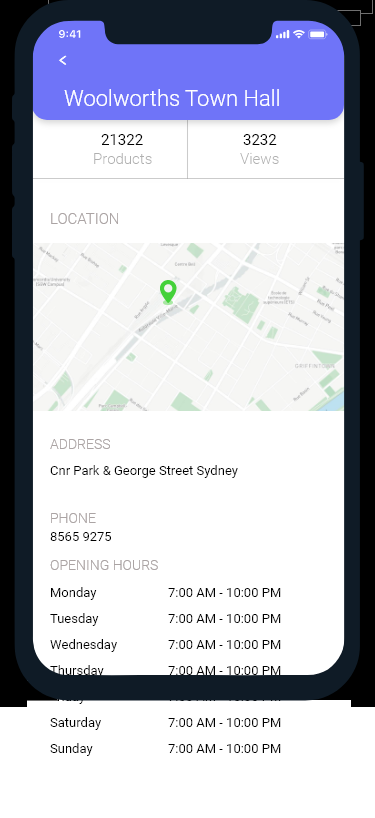 9:41
Woolworths Town Hall
21322
3232
Products
Views
LOCATION
ADDRESS
Cnr Park & George Street Sydney
PHONE
8565 9275
OPENING HOURS
Monday 7:00 AM - 10:00 PM
Tuesday 7:00 AM - 10:00 PM
Wednesday 7:00 AM - 10:00 PM
Thursday 7:00 AM - 10:00 PM
Saturday 7:00 AM - 10:00 PM
Sunday 7:00 AM - 10:00 PM